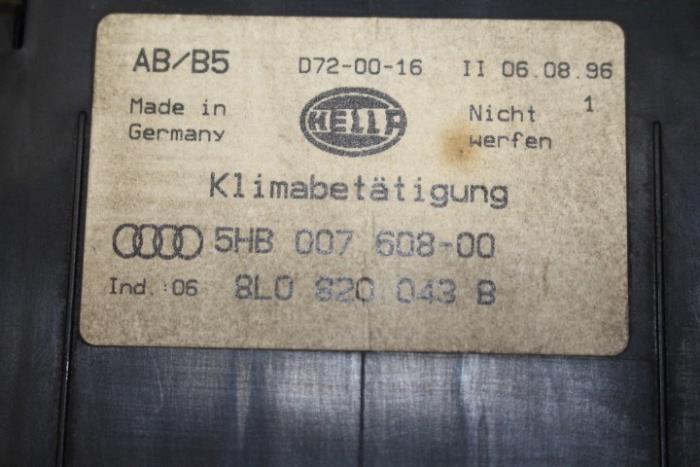 AB/B5 D72-00-16 II 06.08.96
Made in Germany
HELLA
Nicht werfen
1
Klimabetätigung
5HB 007 608-00
Ind.:06 8L0 820 043 B